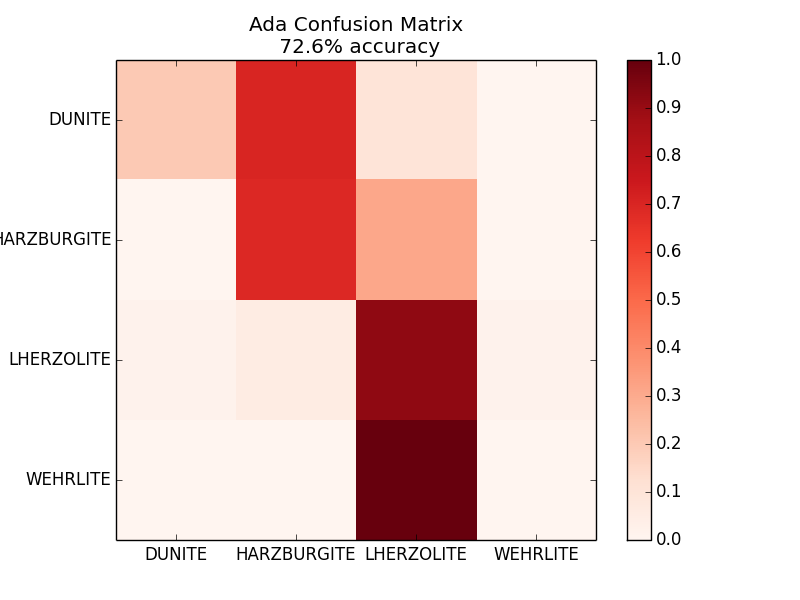 Ada Confusion Matrix
72.6% accuracy
DUNITE
HARZBURGITE
LHERZOLITE
WEHRLITE
DUNITE HARZBURGITE LHERZOLITE WEHRLITE
1.0
0.9
0.8
0.7
0.6
0.5
0.4
0.3
0.2
0.1
0.0